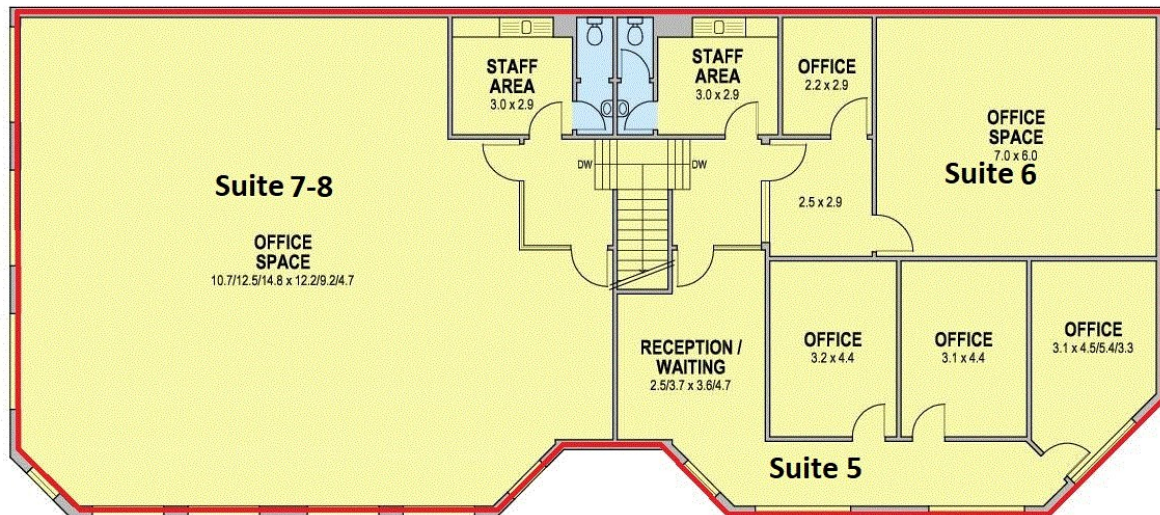 STAFF
AREA
3.0 x 2.9
STAFF
AREA
3.0 x 2.9
OFFICE
2.2 x 2.9
OFFICE
SPACE
7.0 x 6.0
Suite 6
DW
DW
2.5 x 2.9
Suite 7-8
OFFICE
SPACE
10.7/12.5/14.8 x 12.2/9.2/4.7
RECEPTION /
WAITING
2.5/3.7 x 3.6/4.7
OFFICE
3.2 x 4.4
OFFICE
3.1 x 4.4
OFFICE
3.1 x 4.5/5.4/3.3
Suite 5